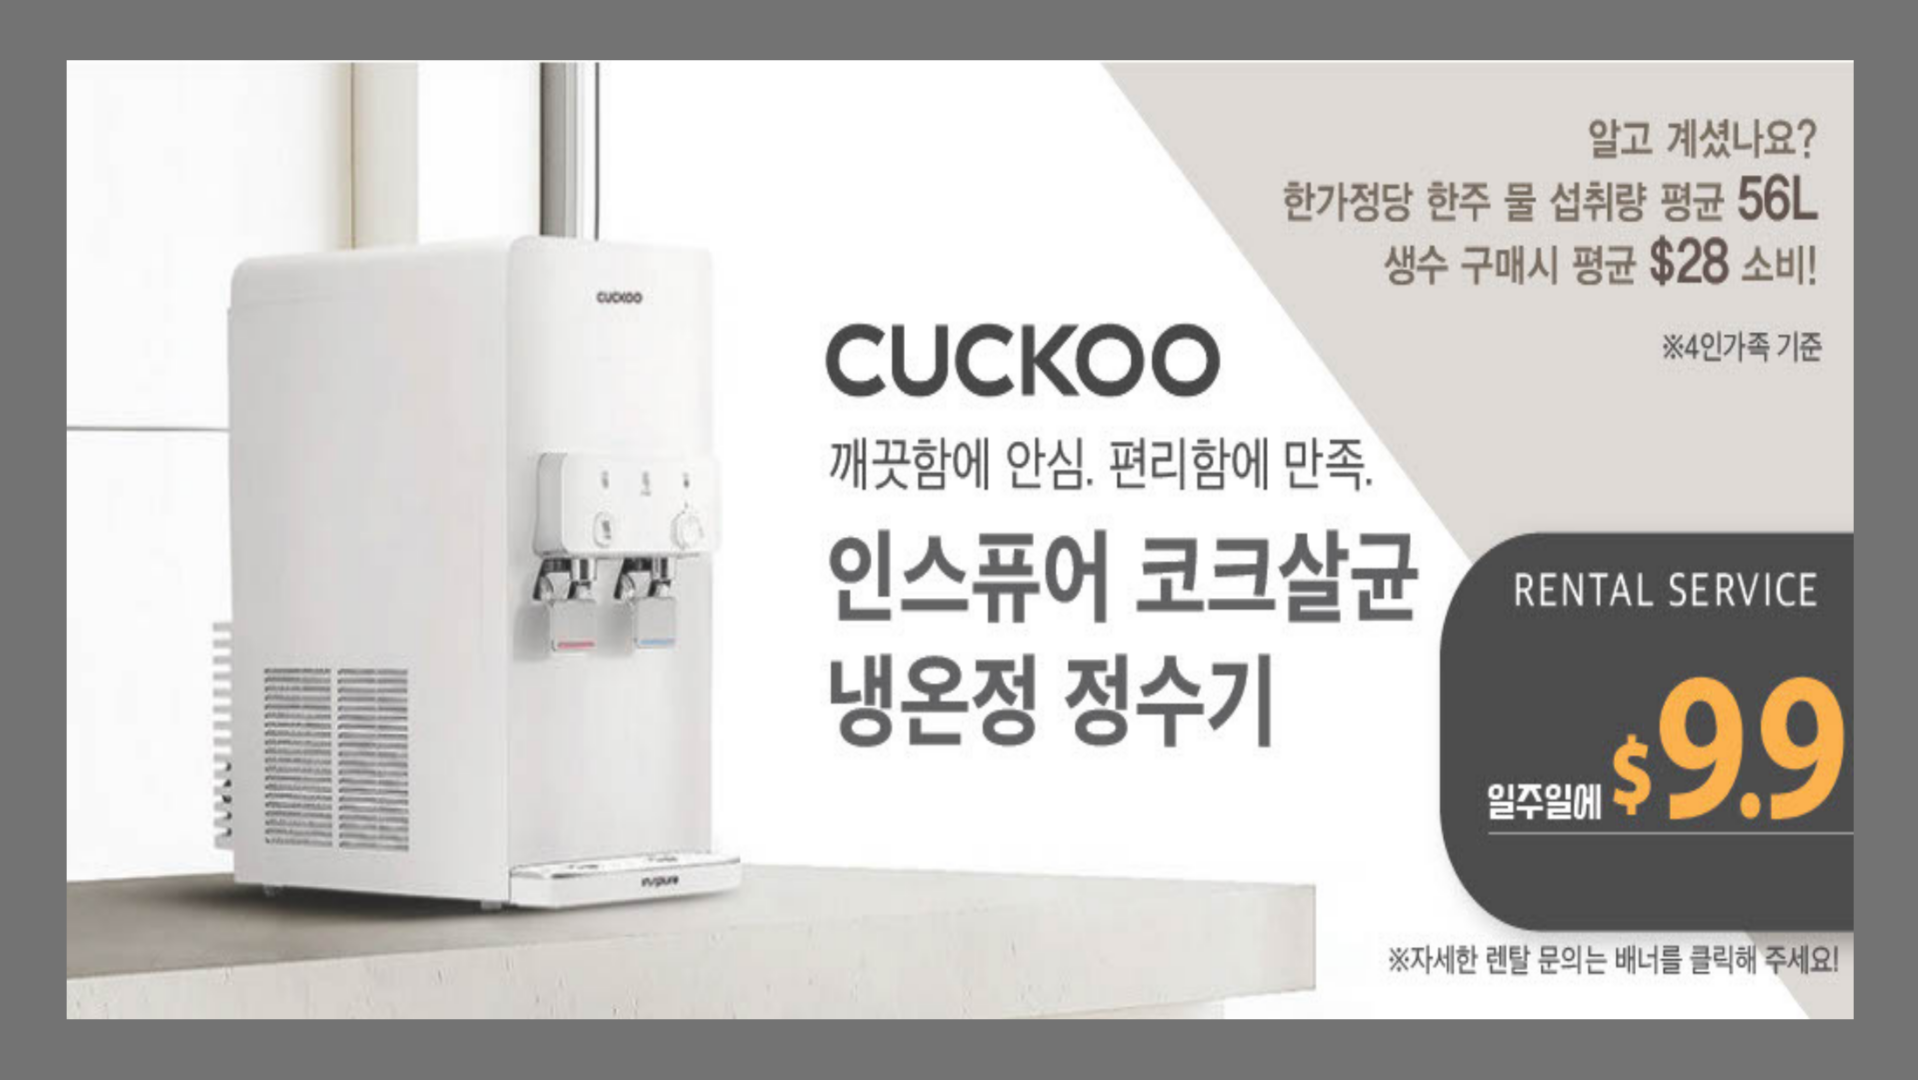 알고 계셨나요?
한가정당 한주 물 섭취량 평균 56L
생수 구매시 평균 $28 소비!
※4인가족 기준
CUCKOO
CUCKOO
깨끗함에 안심. 편리함에 만족.
인스퓨어 코크살균
냉온정 정수기
RENTAL SERVICE
일주일에 $9.9
inspure
※자세한 렌탈 문의는 배너를 클릭해 주세요!